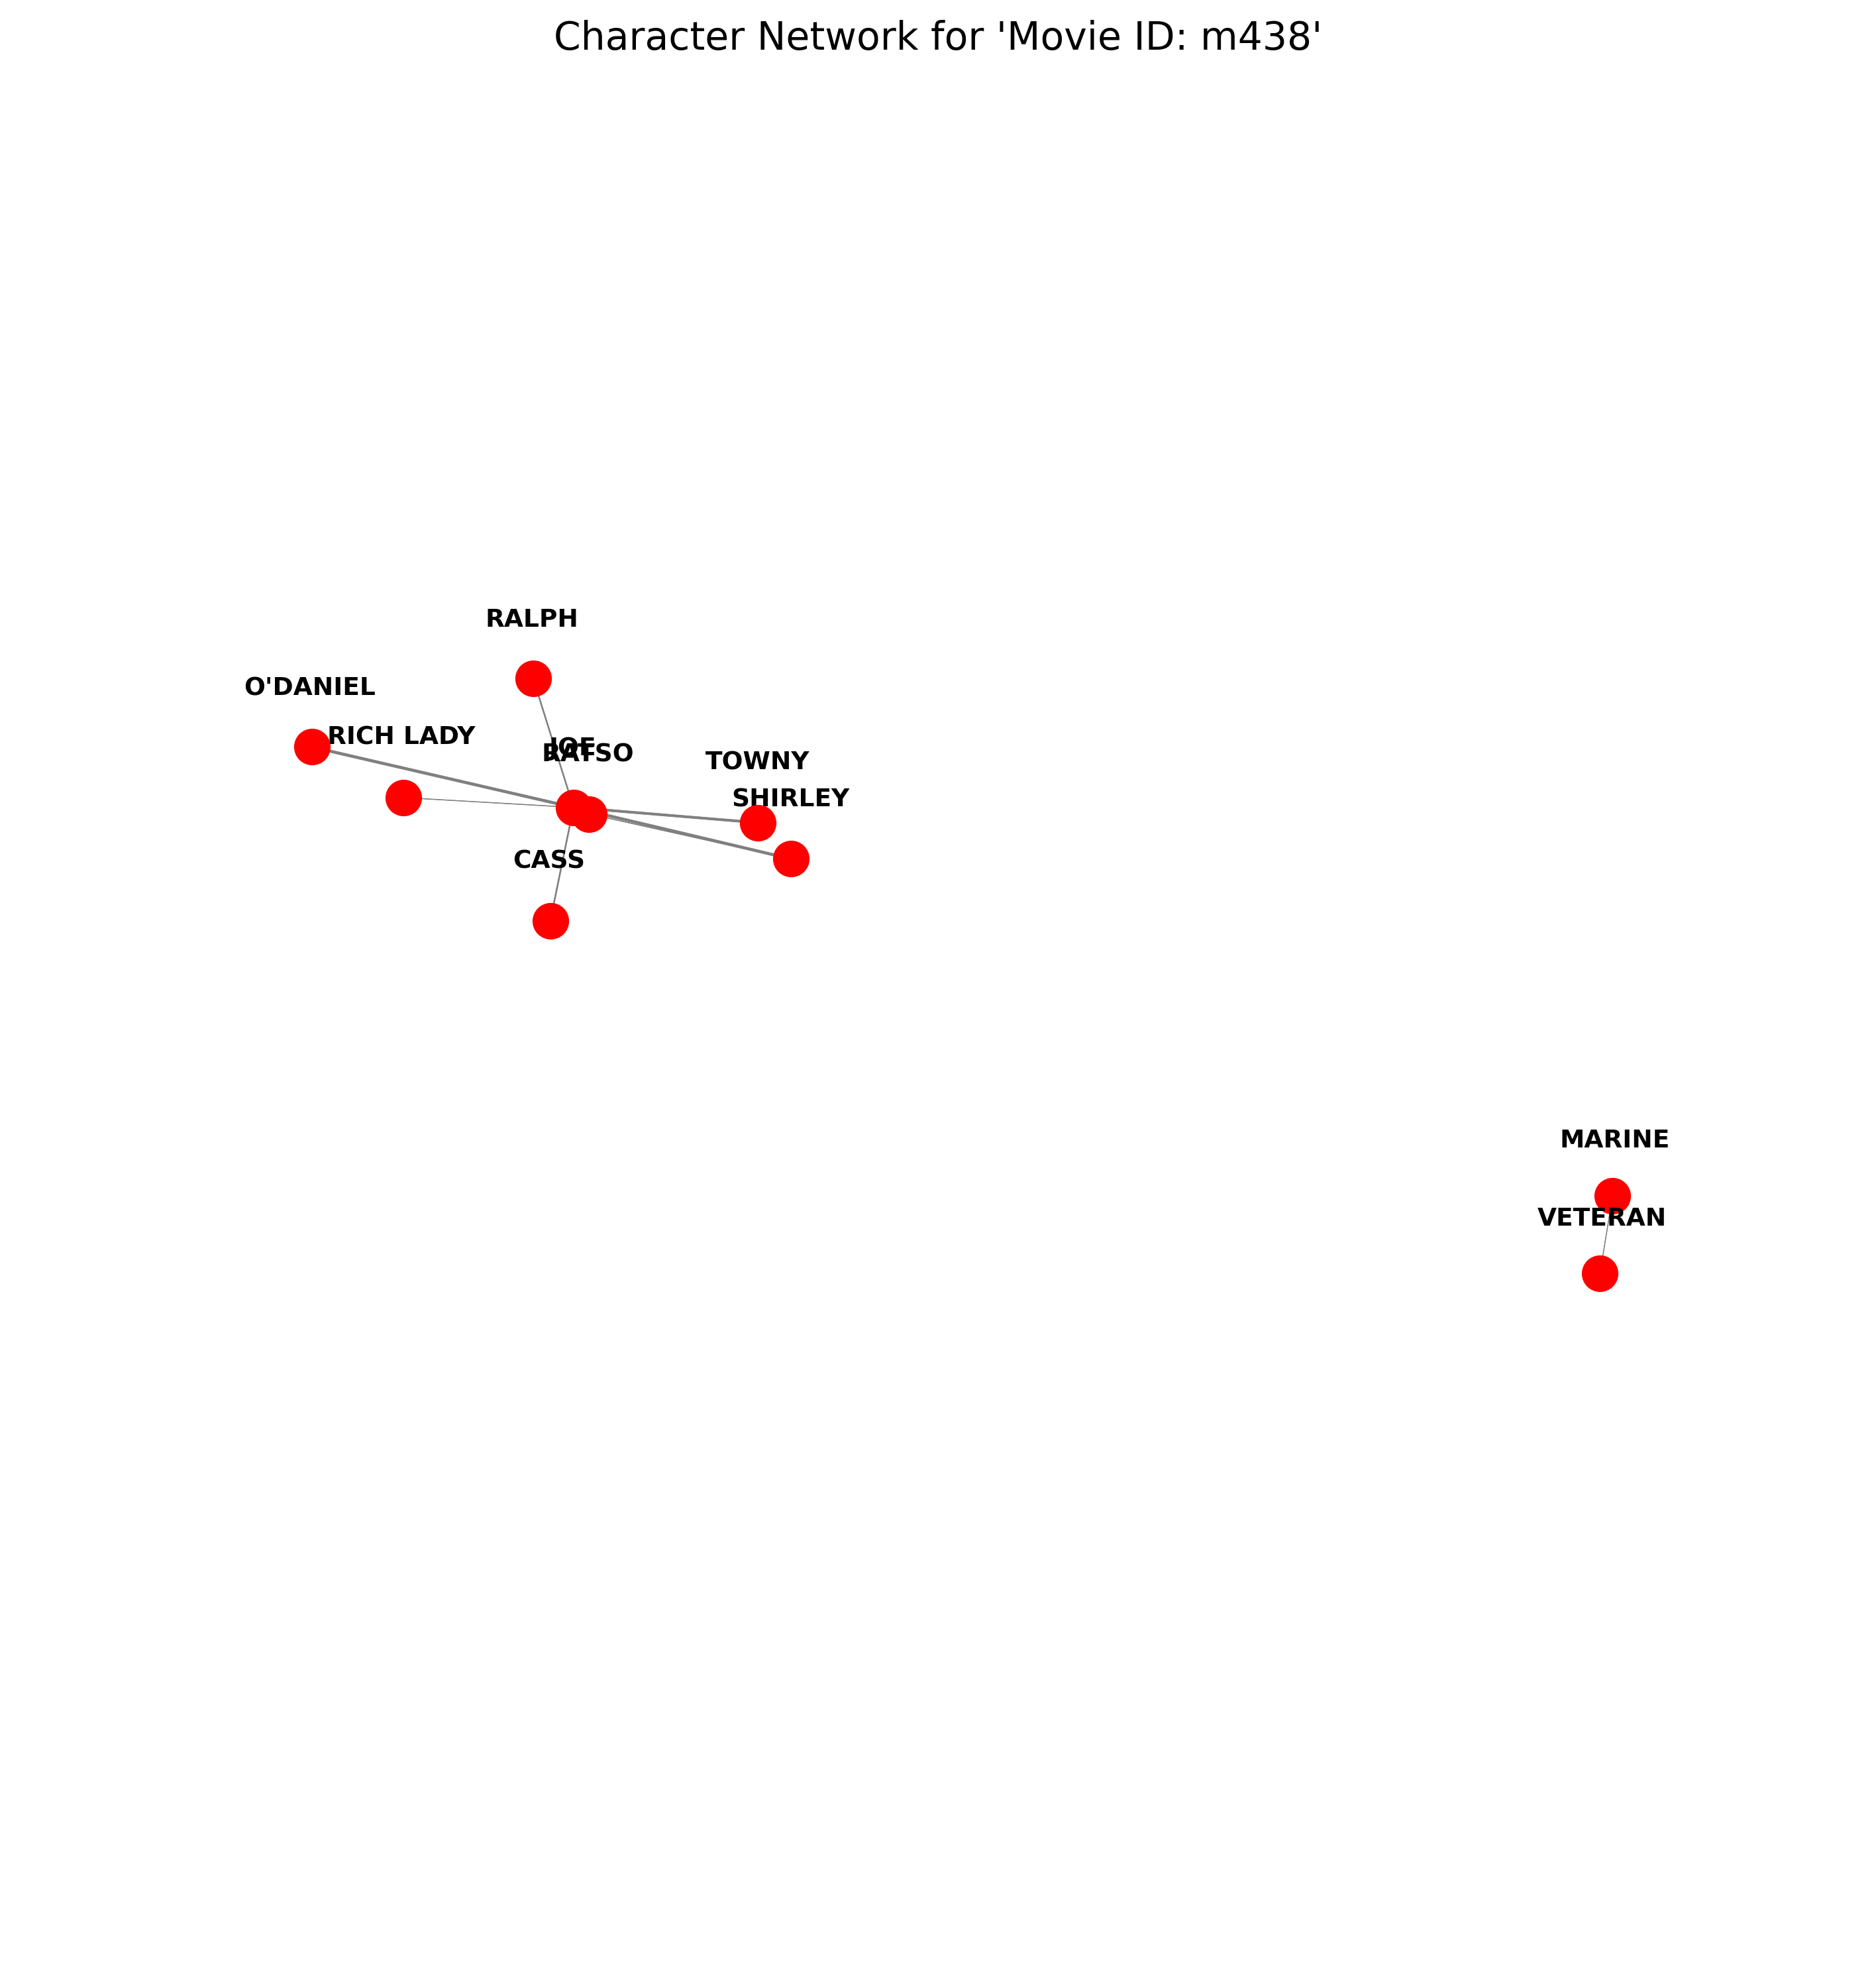 Character Network for 'Movie ID: m438'
RALPH
O'DANIEL
RICH LADY
JOE
RATSO
TOWNY
SHIRLEY
CASS
MARINE
VETERAN